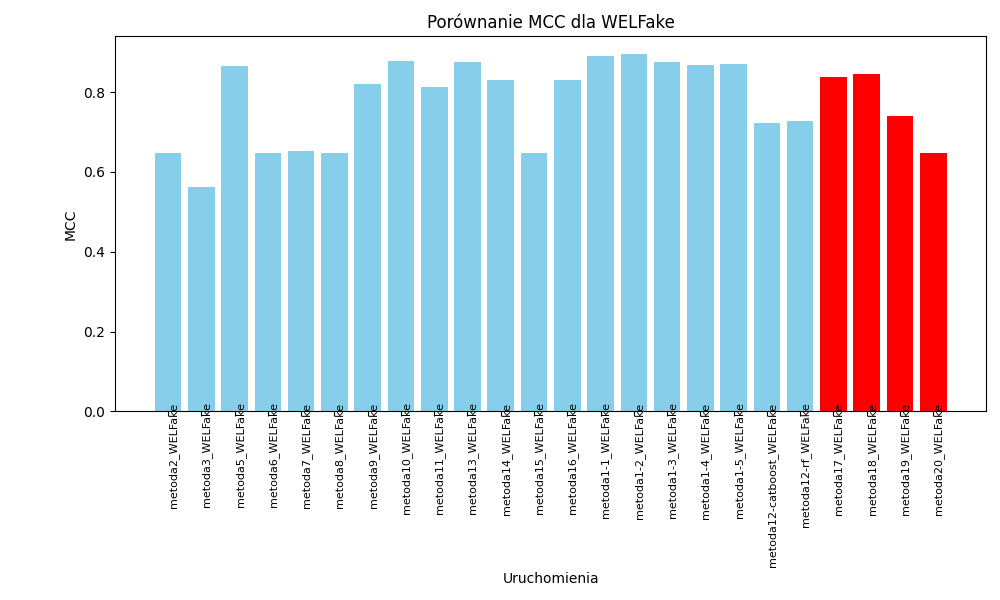 Porównanie MCC dla WELFake
MCC
0.8
0.6
0.4
0.2
0.0
metoda2_WELFake
metoda3_WELFake
metoda5_WELFake
metoda6_WELFake
metoda7_WELFake
metoda8_WELFake
metoda9_WELFake
metoda10_WELFake
metoda11_WELFake
metoda13_WELFake
metoda14_WELFake
metoda15_WELFake
metoda16_WELFake
metoda1-1_WELFake
metoda1-2_WELFake
metoda1-3_WELFake
metoda1-4_WELFake
metoda1-5_WELFake
metoda12-catboost_WELFake
metoda12-rf_WELFake
metoda17_WELFake
metoda18_WELFake
metoda19_WELFake
metoda20_WELFake
Uruchomienia